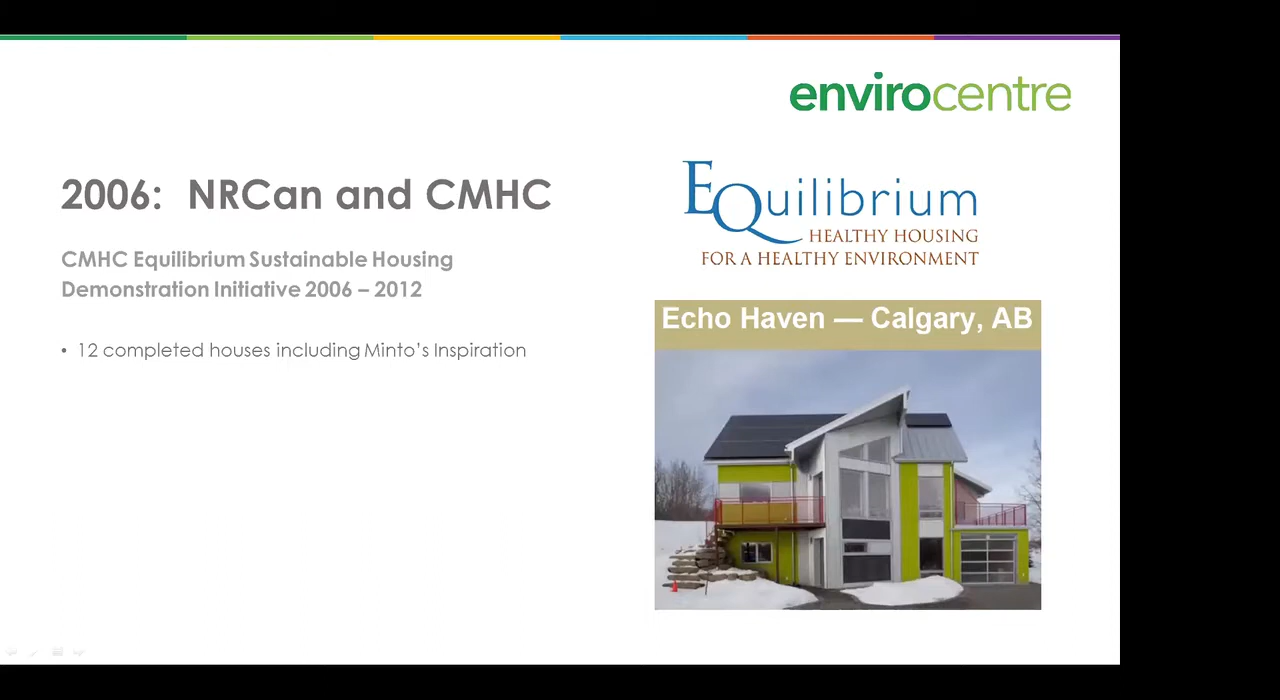 envirocentre
2006: NRCan and CMHC
CMHC Equilibrium Sustainable Housing
Demonstration Initiative 2006 – 2012
• 12 completed houses including Minto’s Inspiration
EQuilibrium
HEALTHY HOUSING
FOR A HEALTHY ENVIRONMENT
Echo Haven — Calgary, AB